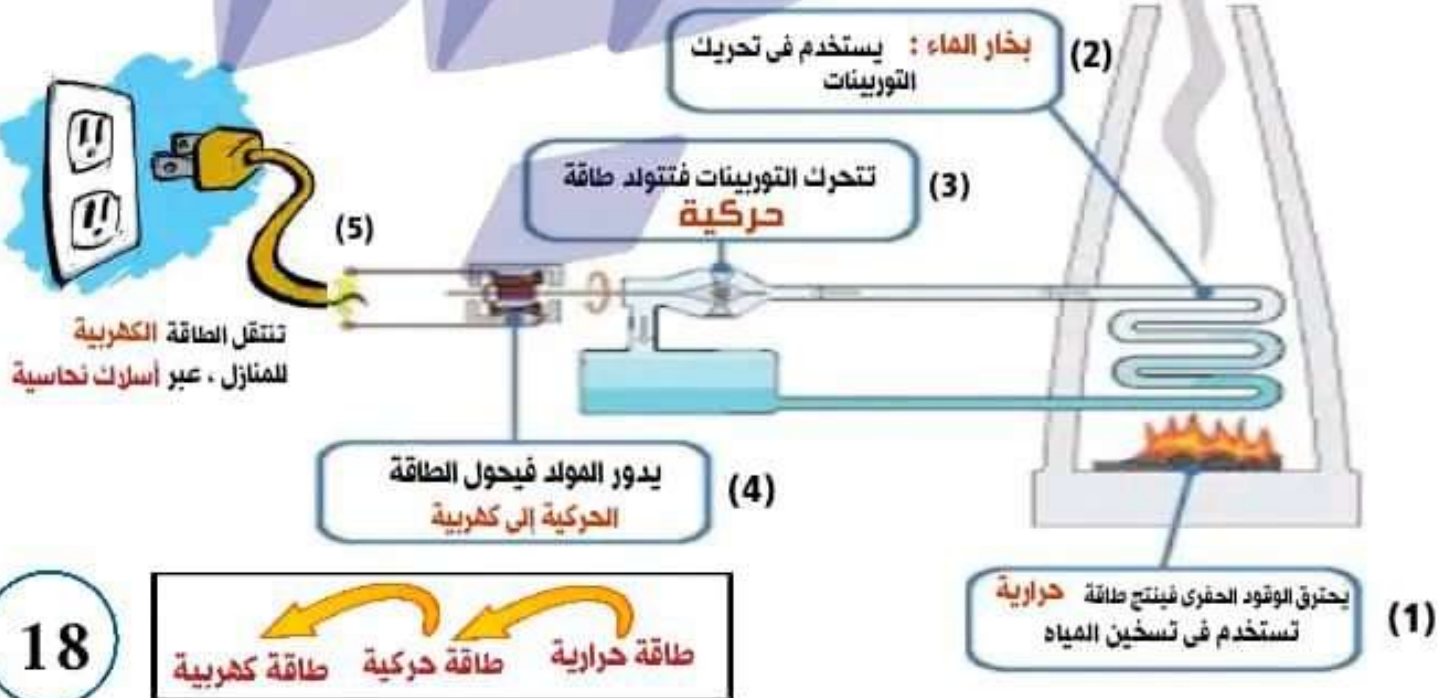 (2)
بخار الماء : يستخدم فى تحريك
التوربينات
(3)
تتحرك التوربينات فتتولد طاقة
حركية
(5)
تنتقل الطاقة الكهربية
للمنازل ، عبر أسلاك نحاسية
(4)
يدور المولد فيحول الطاقة
الحركية إلى كهربية
(1)
يحترق الوقود الحفرى فينتج طاقة حرارية
تستخدم فى تسخين المياه
طاقة حرارية طاقة حركية طاقة كهربية
18